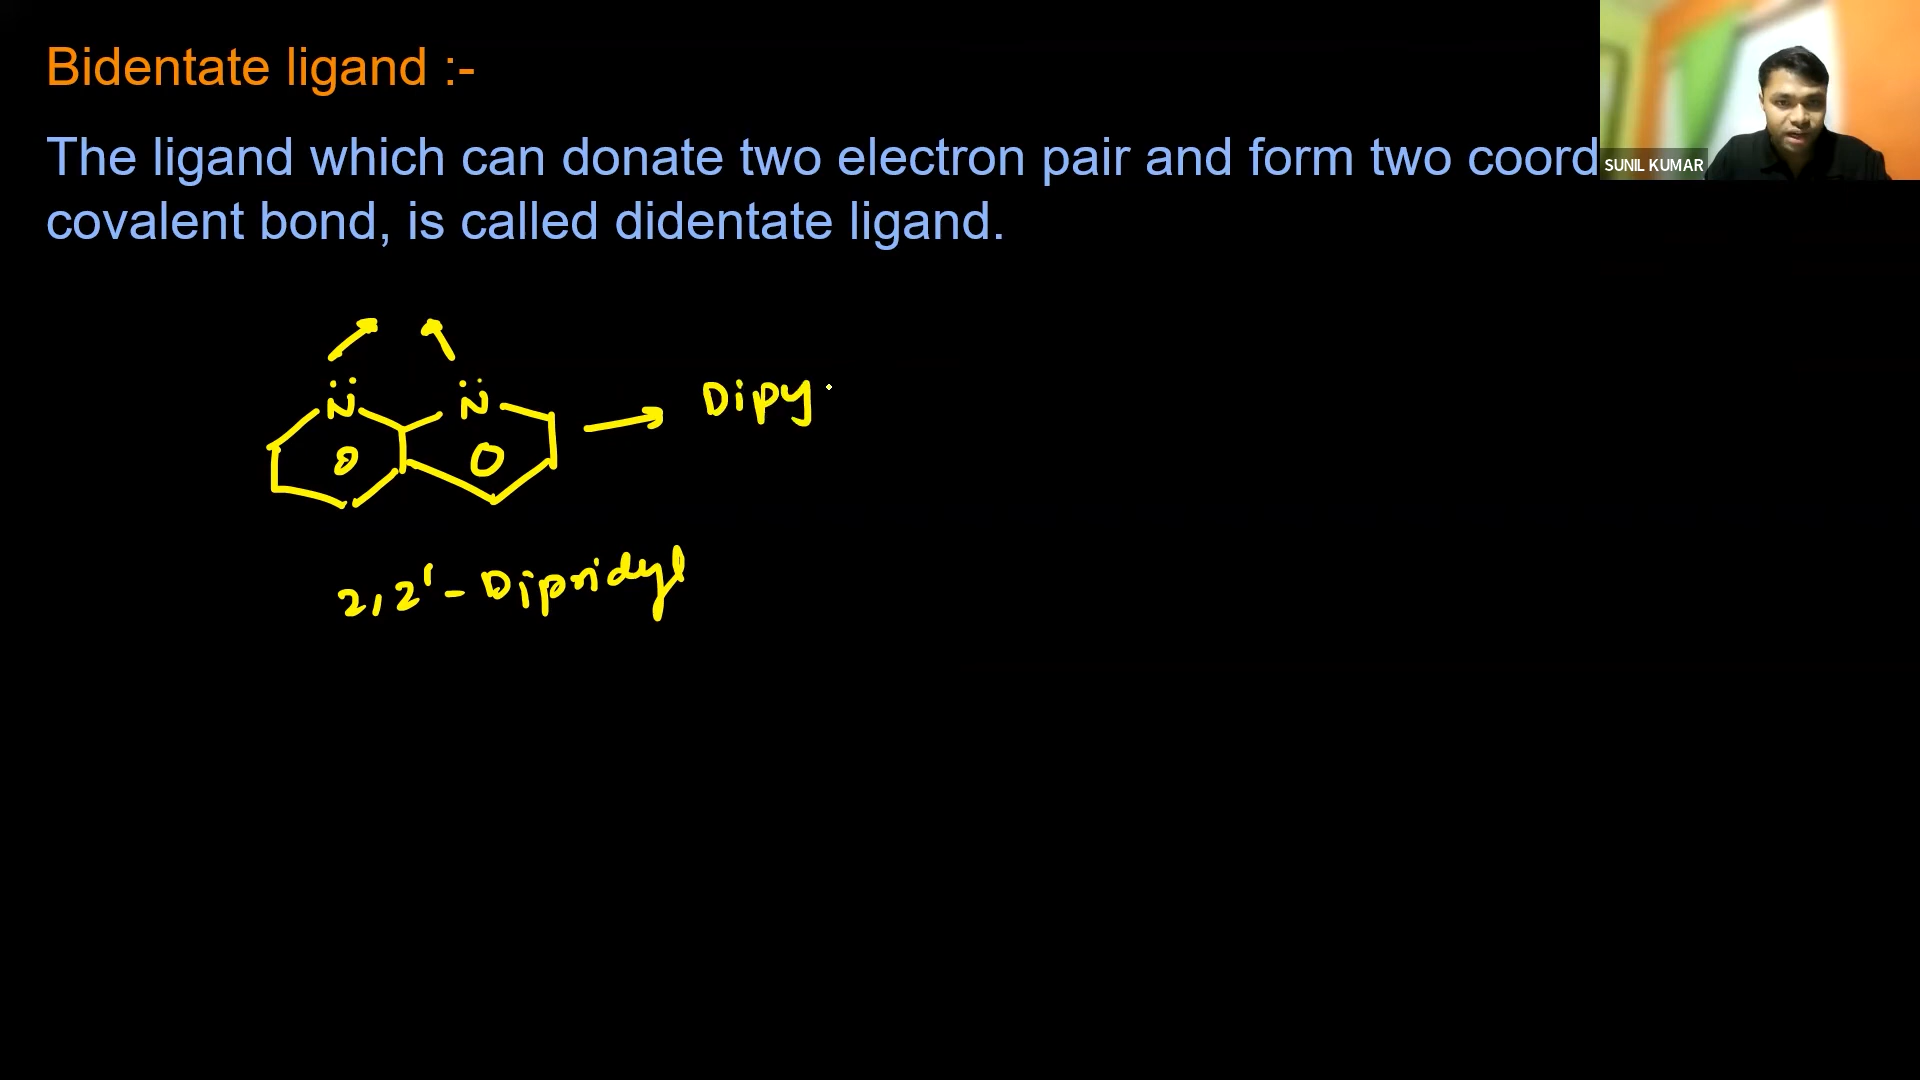 Bidentate ligand :-
The ligand which can donate two electron pair and form two coord
covalent bond, is called didentate ligand.
SUNIL KUMAR
N N
Dipy
2,2'-Dipridyl